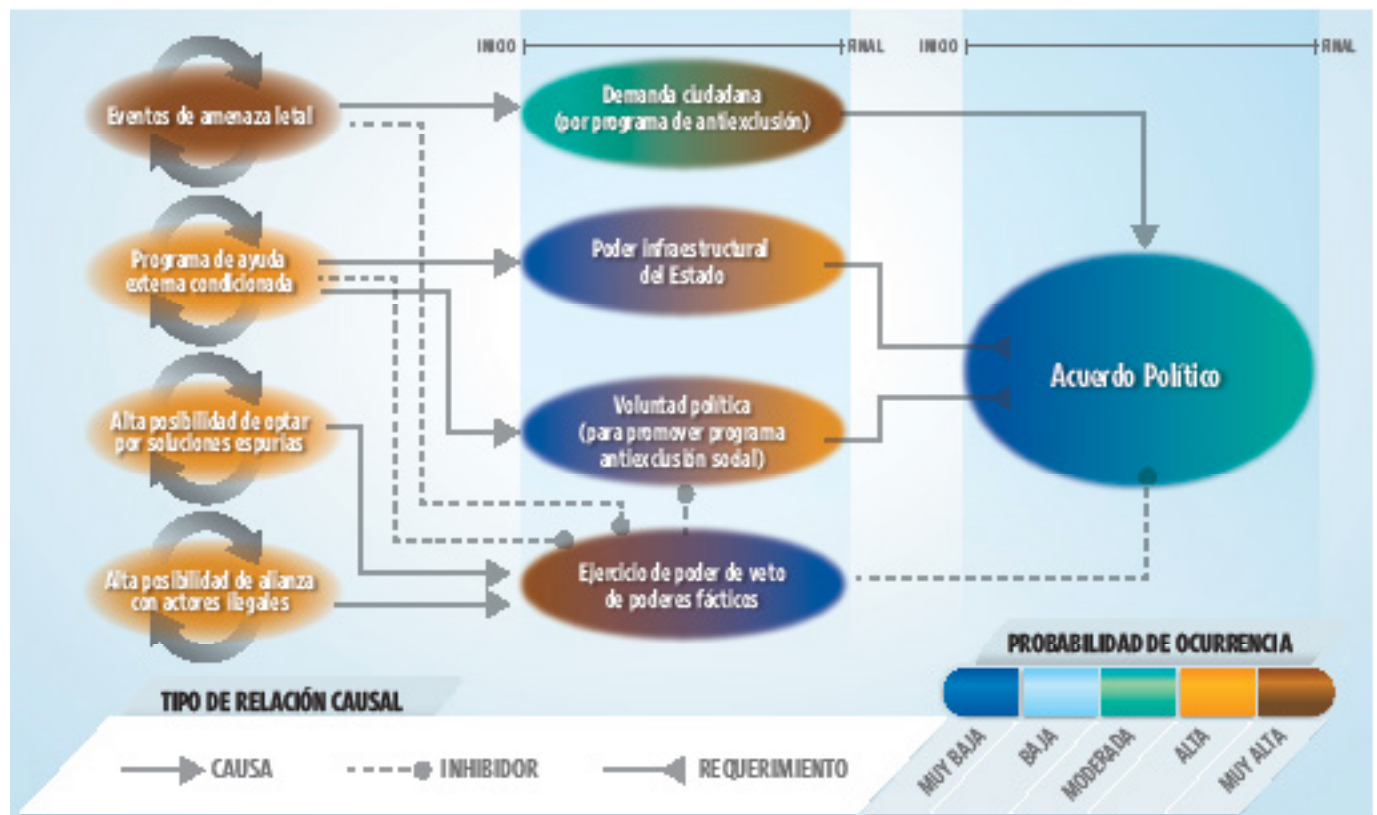 INICIO
FINAL
INICIO
FINAL
Eventos de amenaza letal
Demanda ciudadana
(por programa de antiexclusión)
Programa de ayuda
externa condicionada
Poder infraestructural
del Estado
Alta posibilidad de optar
por soluciones espurias
Voluntad política
(para promover programa
antiexclusión social)
Acuerdo Político
Alta posibilidad de alianza
con actores ilegales
Ejercicio de poder de veto
de poderes fácticos
PROBABILIDAD DE OCURRENCIA
MUY BAJA
BAJA
MODERADA
ALTA
MUY ALTA
TIPO DE RELACIÓN CAUSAL
CAUSA
INHIBIDOR
REQUERIMIENTO